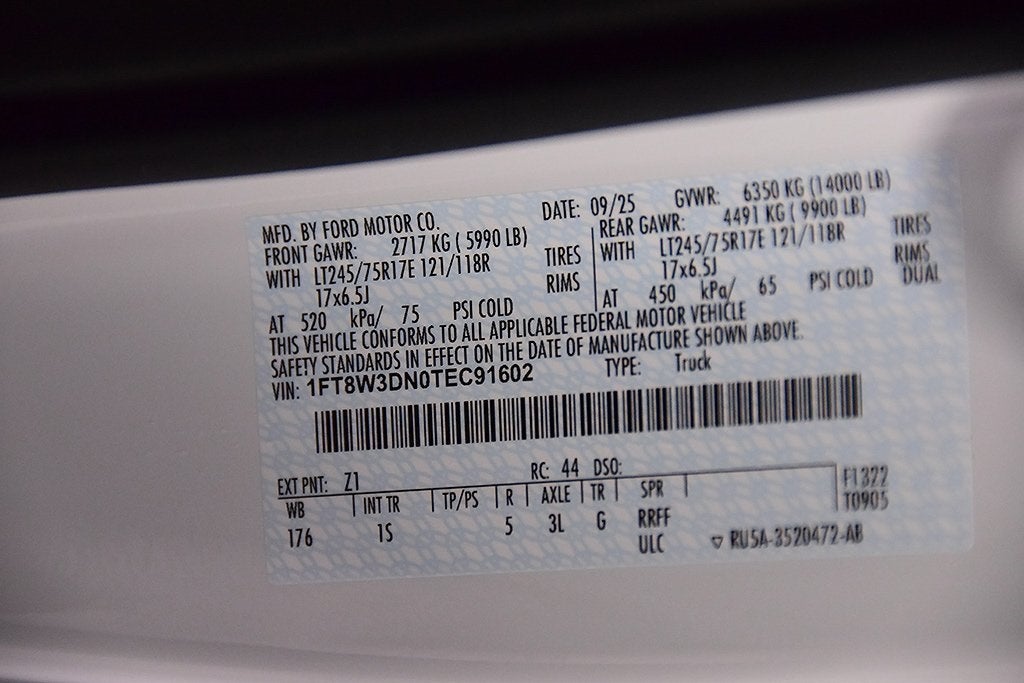 MFD. BY FORD MOTOR CO. DATE: 09/25 GVWR: 6350 KG (14000 LB)
FRONT GAWR: 2717 KG ( 5990 LB) REAR GAWR: 4491 KG ( 9900 LB)
WITH LT245/75R17E 121/118R TIRES WITH LT245/75R17E 121/118R TIRES
17x6.5J RIMS 17x6.5J RIMS
AT 520 kPa/ 75 PSI COLD AT 450 kPa/ 65 PSI COLD DUAL
THIS VEHICLE CONFORMS TO ALL APPLICABLE FEDERAL MOTOR VEHICLE
SAFETY STANDARDS IN EFFECT ON THE DATE OF MANUFACTURE SHOWN ABOVE.
VIN: 1FT8W3DN0TEC91602 TYPE: Truck
EXT PNT: Z1 RC: 44 DSO:
WB INT TR TP/PS R AXLE TR SPR F1322
T0905
176 1S 5 3L G RRFF
ULC ▽ RU5A-3520472-AB